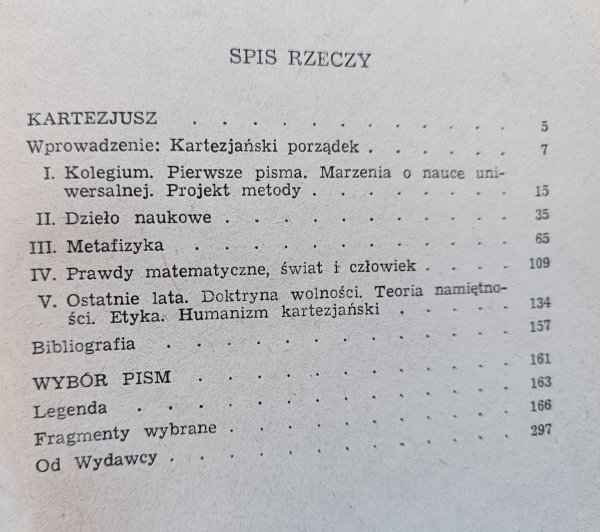 SPIS RZECZY
KARTEZJUSZ . . . . . . . . . . . 5
Wprowadzenie: Kartezjański porządek . . . . . . 7
I. Kolegium. Pierwsze pisma. Marzenia o nauce uni-
wersalnej. Projekt metody . . . . . . . . 15
II. Dzieło naukowe . . . . . . . . . . . 35
III. Metafizyka . . . . . . . . . . . . 65
IV. Prawdy matematyczne, świat i człowiek . . . . 109
V. Ostatnie lata. Doktryna wolności. Teoria namiętno-
ści. Etyka. Humanizm kartezjański . . . . . 134
Bibliografia . . . . . . . . . . . . 157
WYBÓR PISM . . . . . . . . . . . 161
Legenda . . . . . . . . . . . . . 163
Fragmenty wybrane . . . . . . . . . . 166
Od Wydawcy . . . . . . . . . . . . 297